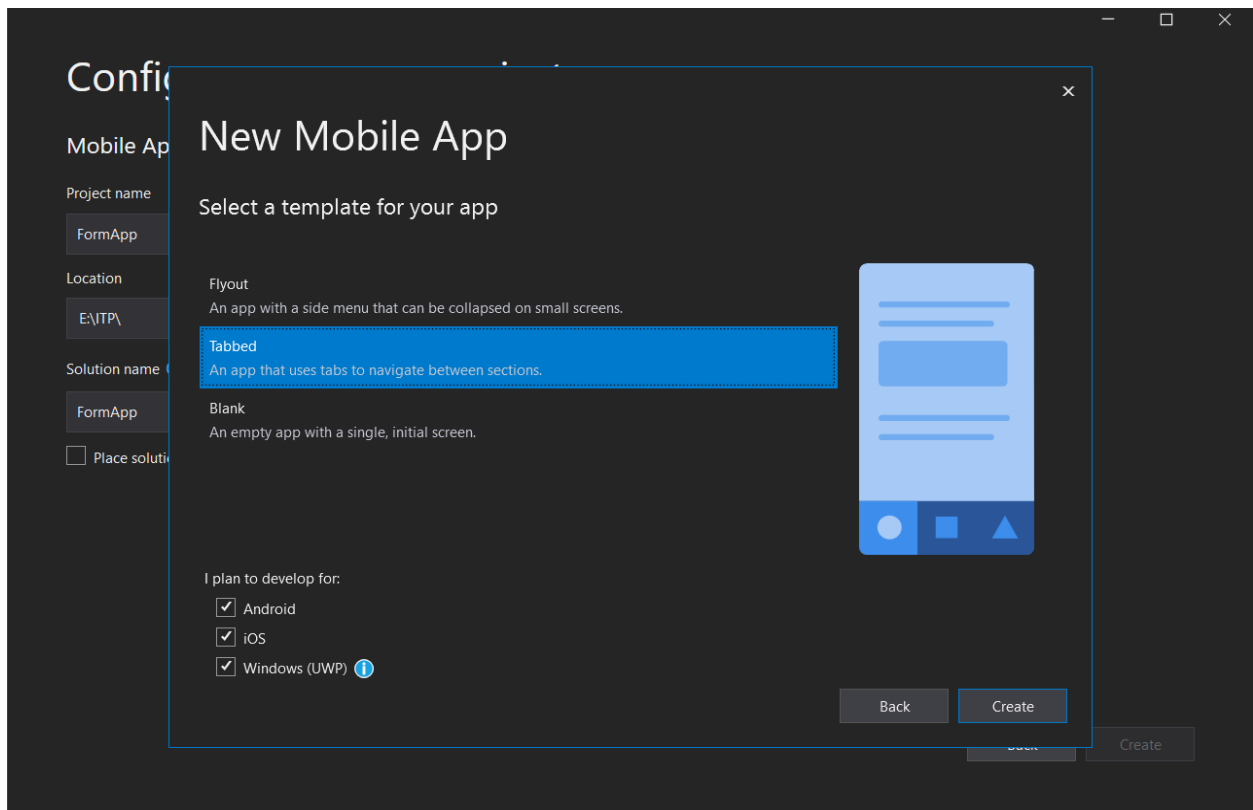 Config
New Mobile App
Mobile Ap
Select a template for your app
Project name
FormApp
Location
E:\ITP\
Solution name
FormApp
Place soluti
Flyout
An app with a side menu that can be collapsed on small screens.
Tabbed
An app that uses tabs to navigate between sections.
Blank
An empty app with a single, initial screen.
I plan to develop for:
Android
iOS
Windows (UWP)
Back
Create
Back
Create